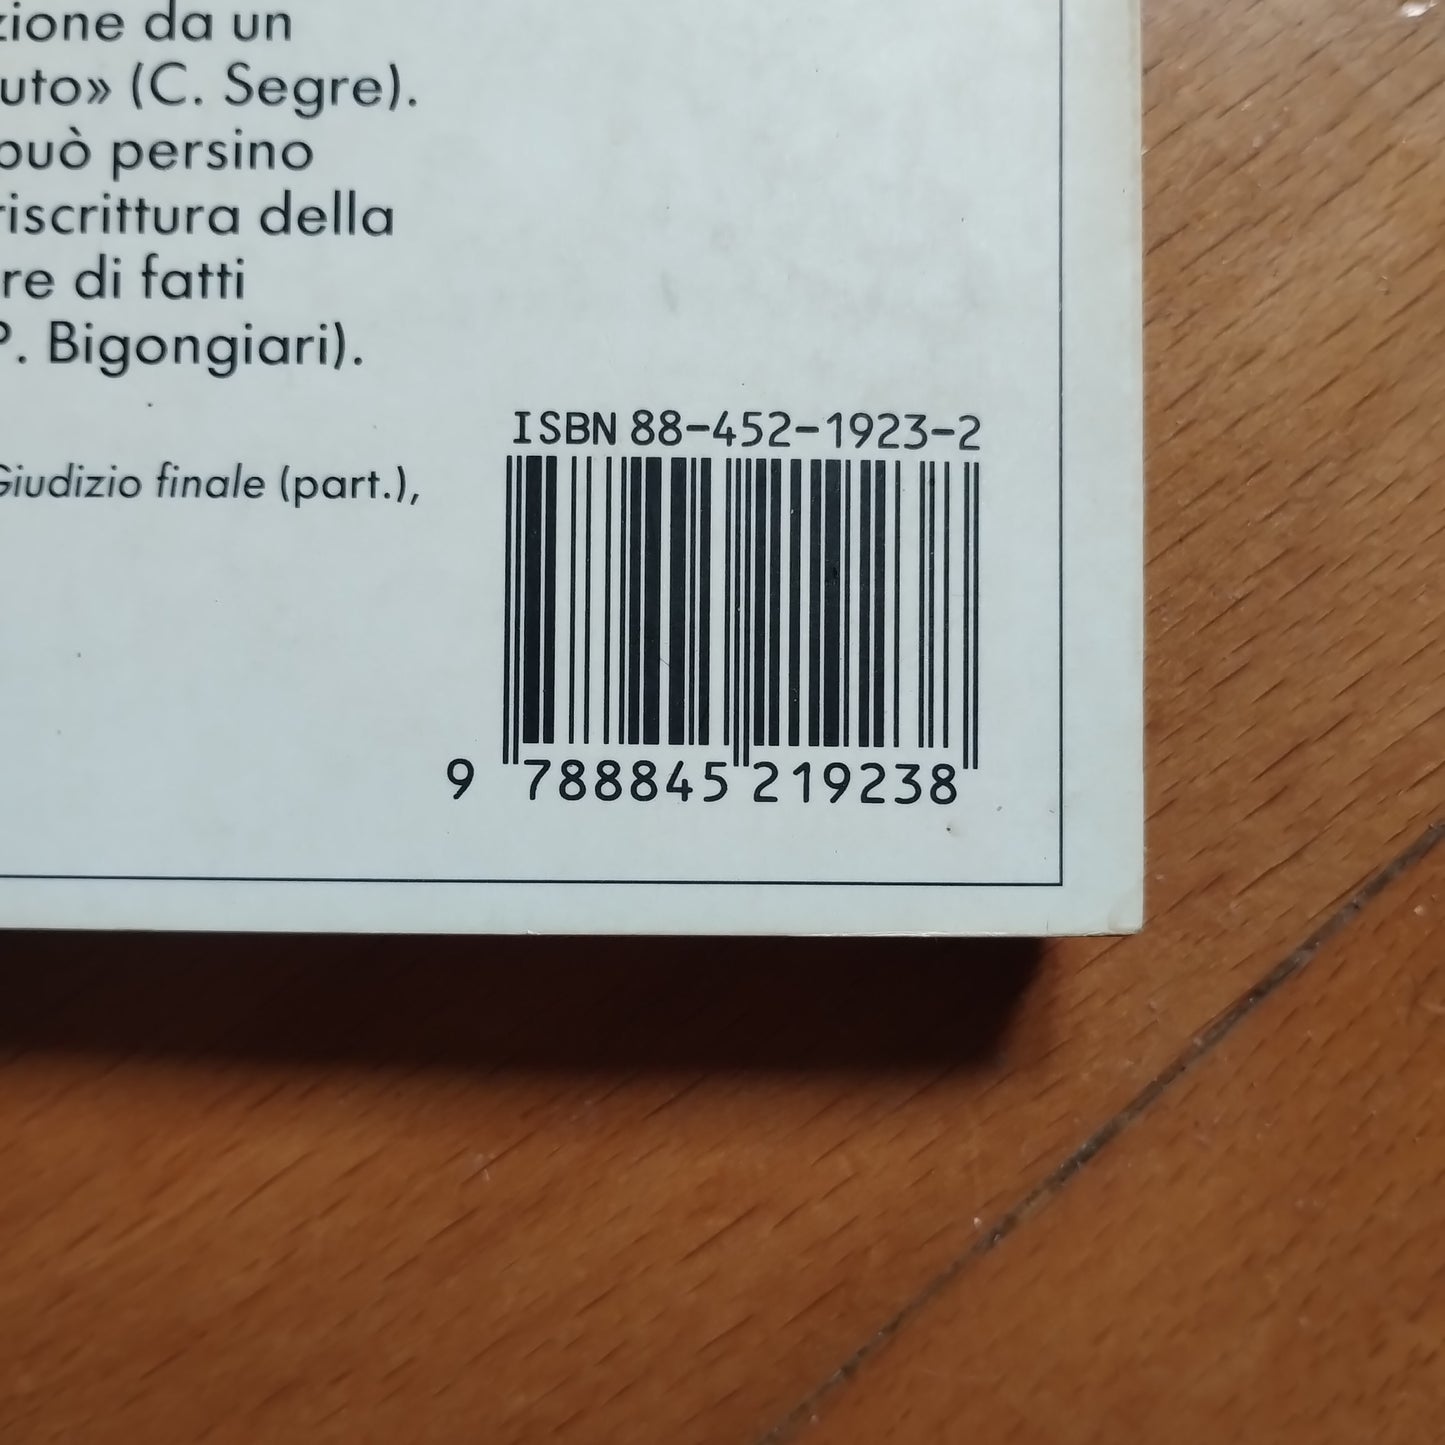 zione da un
uto» (C. Segre).
può persino
riscrittura della
re di fatti
P. Bigongiari).
Giudizio finale (part.),
ISBN 88-452-1923-2
9 788845 219238